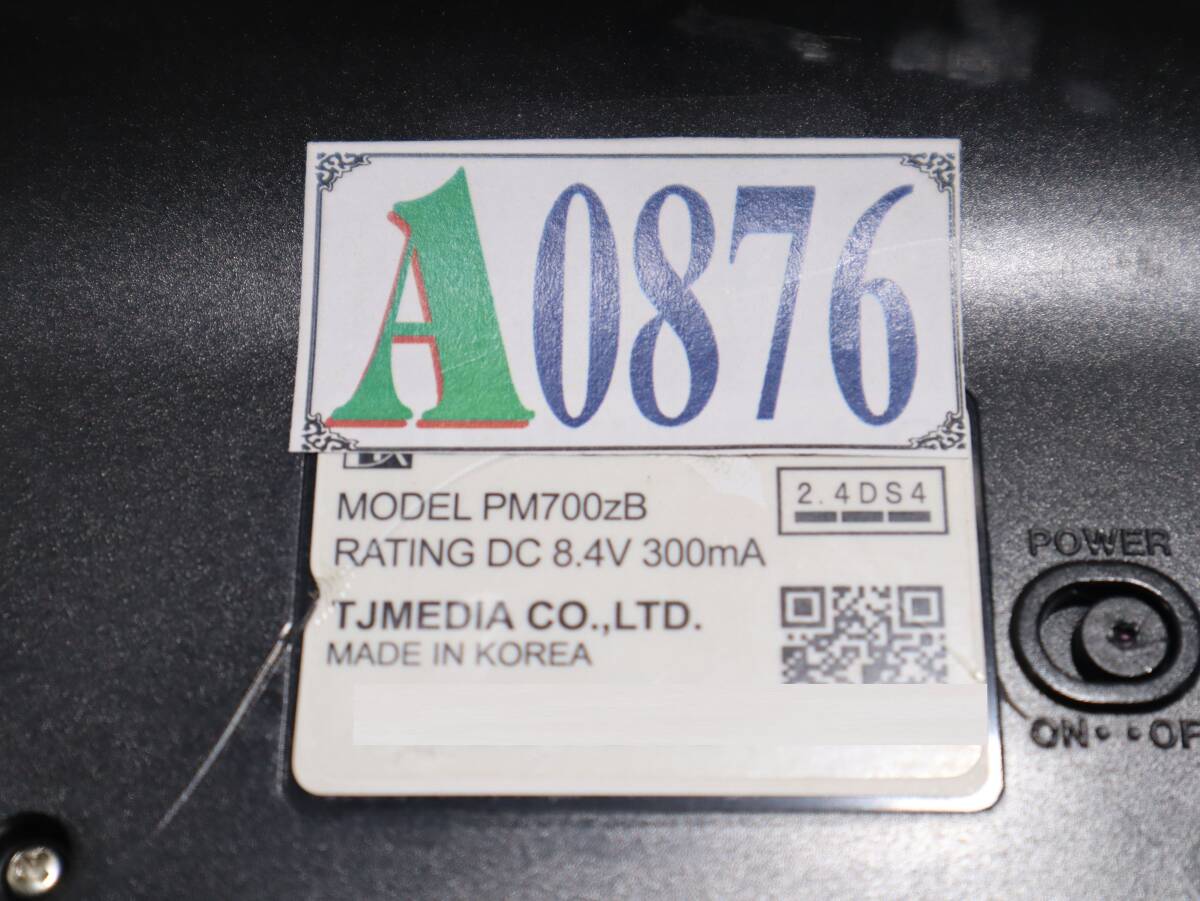 A0876
MODEL PM700zB
2.4DS4
RATING DC 8.4V 300mA
TJMEDIA CO.,LTD.
MADE IN KOREA
POWER
ON